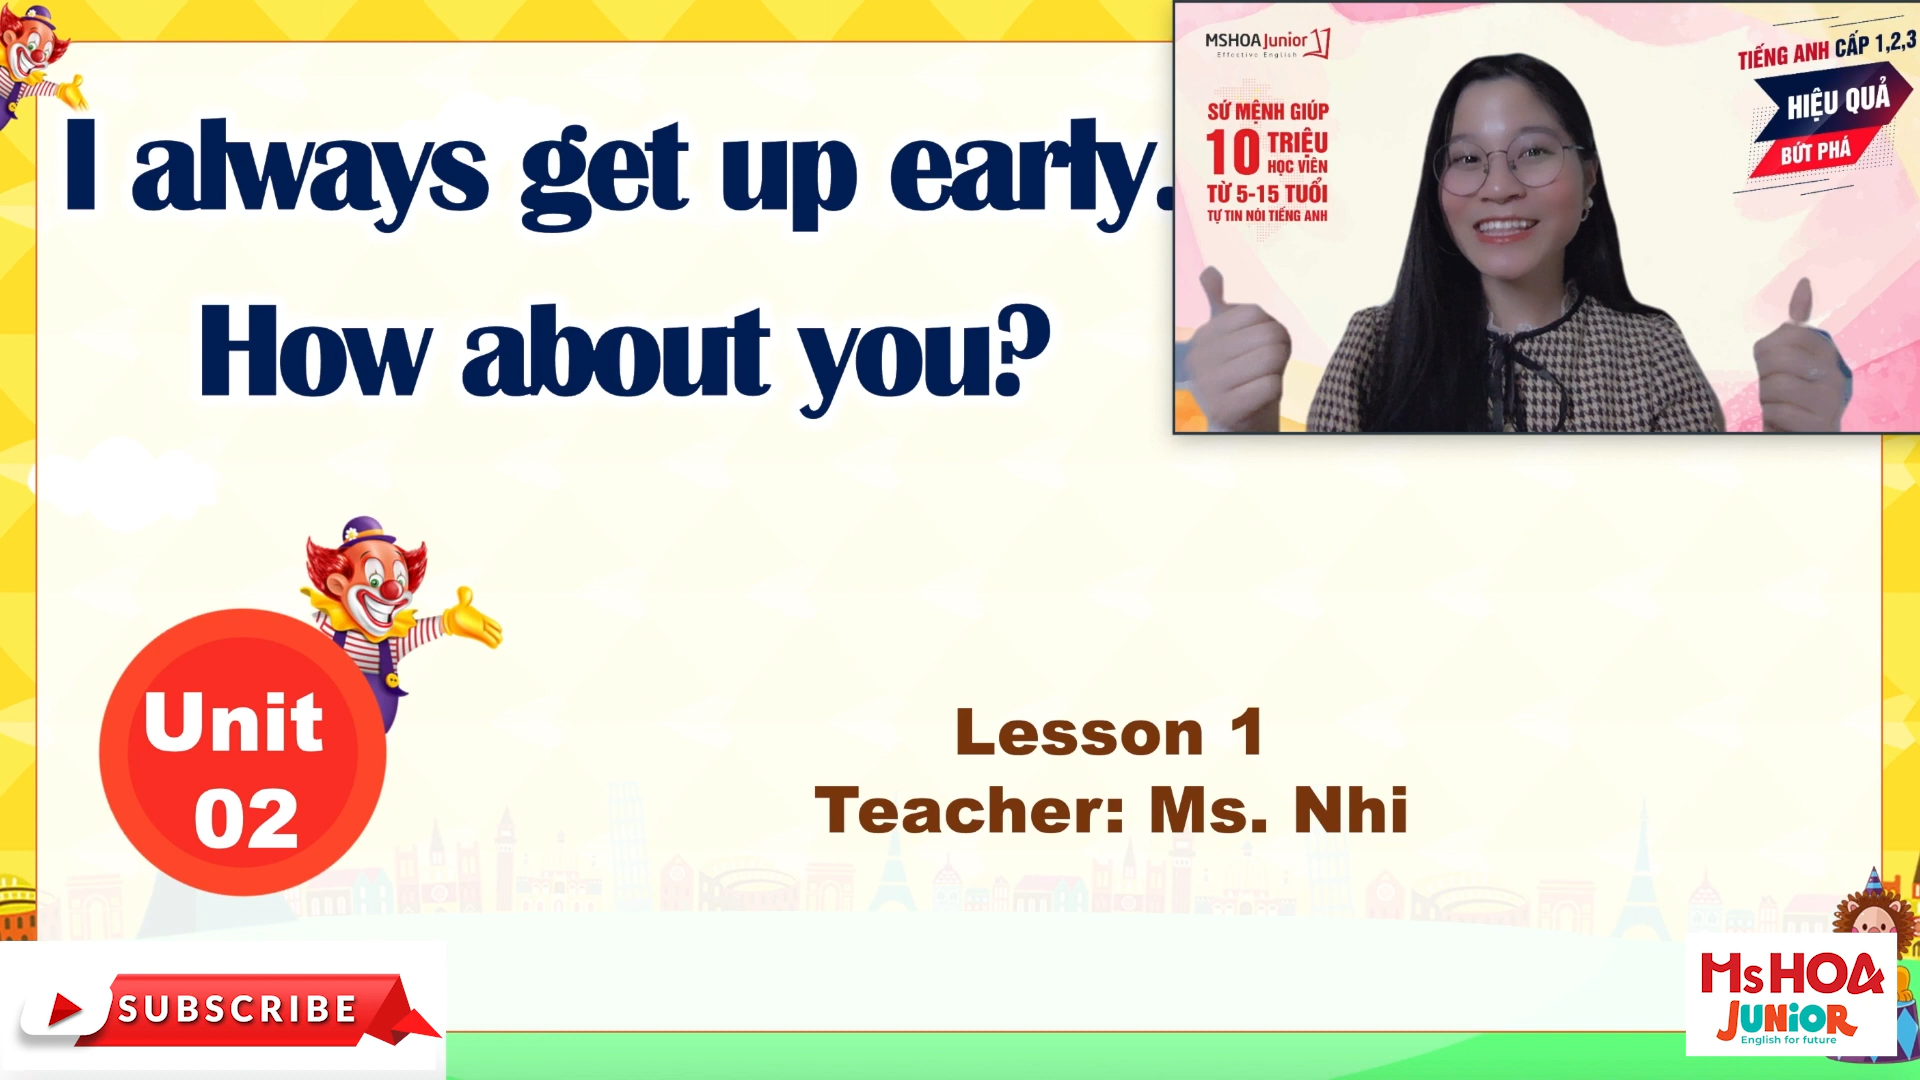 I always get up early.
How about you?
MSHOA Junior
Effective English
SỨ MỆNH GIÚP
10 TRIỆU
HỌC VIÊN
TỪ 5-15 TUỔI
TỰ TIN NÓI TIẾNG ANH
TIẾNG ANH CẤP 1,2,3
HIỆU QUẢ
BỨT PHÁ
Unit
02
Lesson 1
Teacher: Ms. Nhi
SUBSCRIBE
MsHOA
JUNiOR
English for future